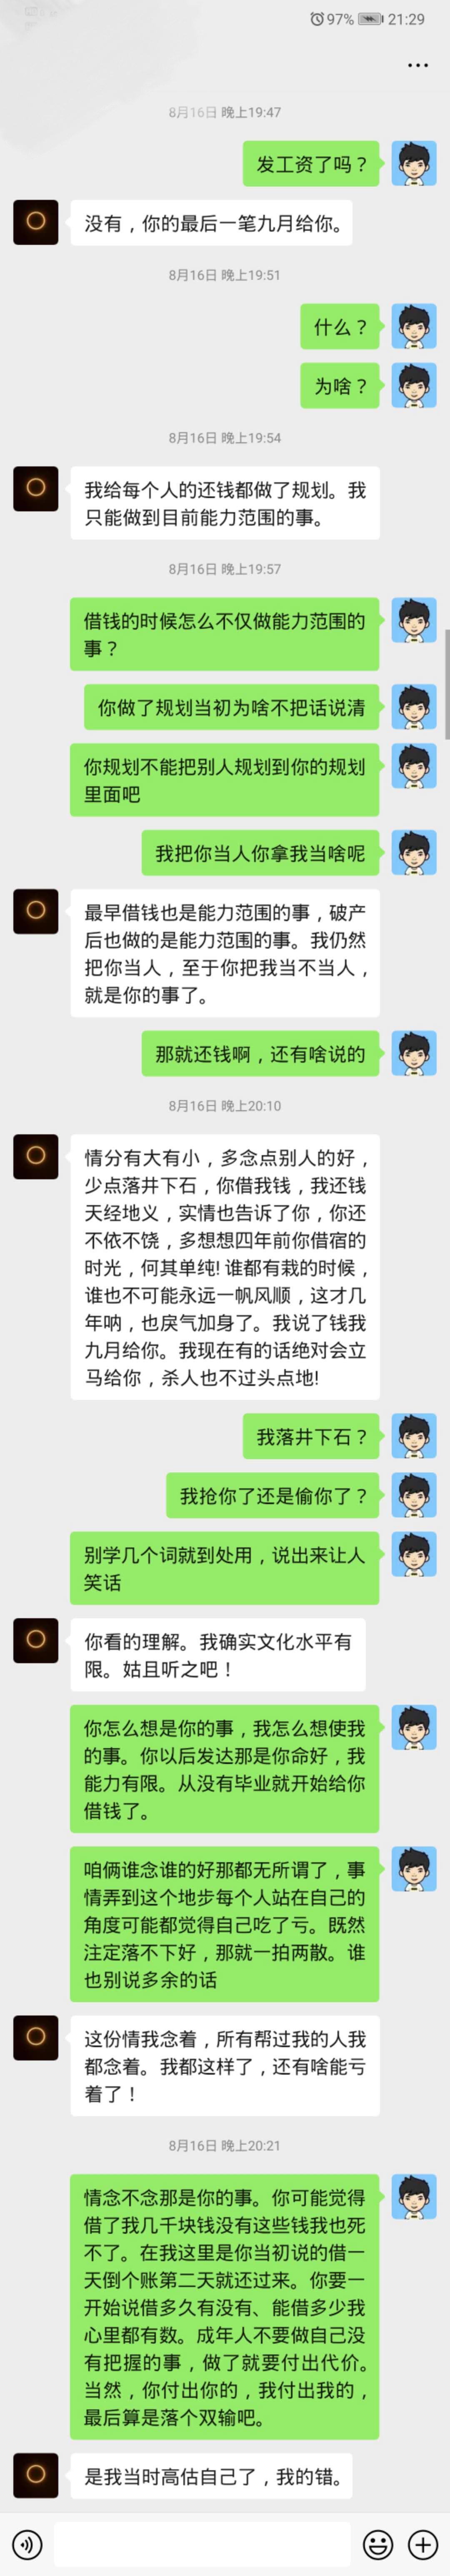 97% 21:29
8月16日 晚上19:47
发工资了吗？
没有，你的最后一笔九月给你。
8月16日 晚上19:51
什么？
为啥？
8月16日 晚上19:54
我给每个人的还钱都做了规划。我
只能做到目前能力范围的事。
8月16日 晚上19:57
借钱的时候怎么不仅做能力范围的
事？
你做了规划当初为啥不把话说清
你规划不能把别人规划到你的规划
里面吧
我把你当人你拿我当啥呢
最早借钱也是能力范围的事，破产
后也做的是能力范围的事。我仍然
把你当人，至于你把我当不当人，
就是你的事了。
那就还钱啊，还有啥说的
8月16日 晚上20:10
情分有大有小，多念点别人的好，
少点落井下石，你借我钱，我还钱
天经地义，实情也告诉了你，你还
不依不饶，多想想四年前你借宿的
时光，何其单纯! 谁都有栽的时候，
谁也不可能永远一帆风顺，这才几
年呐，也戾气加身了。我说了钱我
九月给你。我现在有的话绝对会立
马给你，杀人也不过头点地!
我落井下石？
我抢你了还是偷你了？
别学几个词就到处用，说出来让人
笑话
你看的理解。我确实文化水平有
限。姑且听之吧！
你怎么想是你的事，我怎么想使我
的事。你以后发达那是你命好，我
能力有限。从没有毕业就开始给你
借钱了。
咱俩谁念谁的好那都无所谓了，事
情弄到这个地步每个人站在自己的
角度可能都觉得自己吃了亏。既然
注定落不下好，那就一拍两散。谁
也别说多余的话
这份情我念着，所有帮过我的人我
都念着。我都这样了，还有啥能亏
着了！
8月16日 晚上20:21
情念不念那是你的事。你可能觉得
借了我几千块钱没有这些钱我也死
不了。在我这里是你当初说的借一
天倒个账第二天就还过来。你要一
开始说借多久有没有、能借多少我
心里都有数。成年人不要做自己没
有把握的事，做了就要付出代价。
当然，你付出你的，我付出我的，
最后算是落个双输吧。
是我当时高估自己了，我的错。